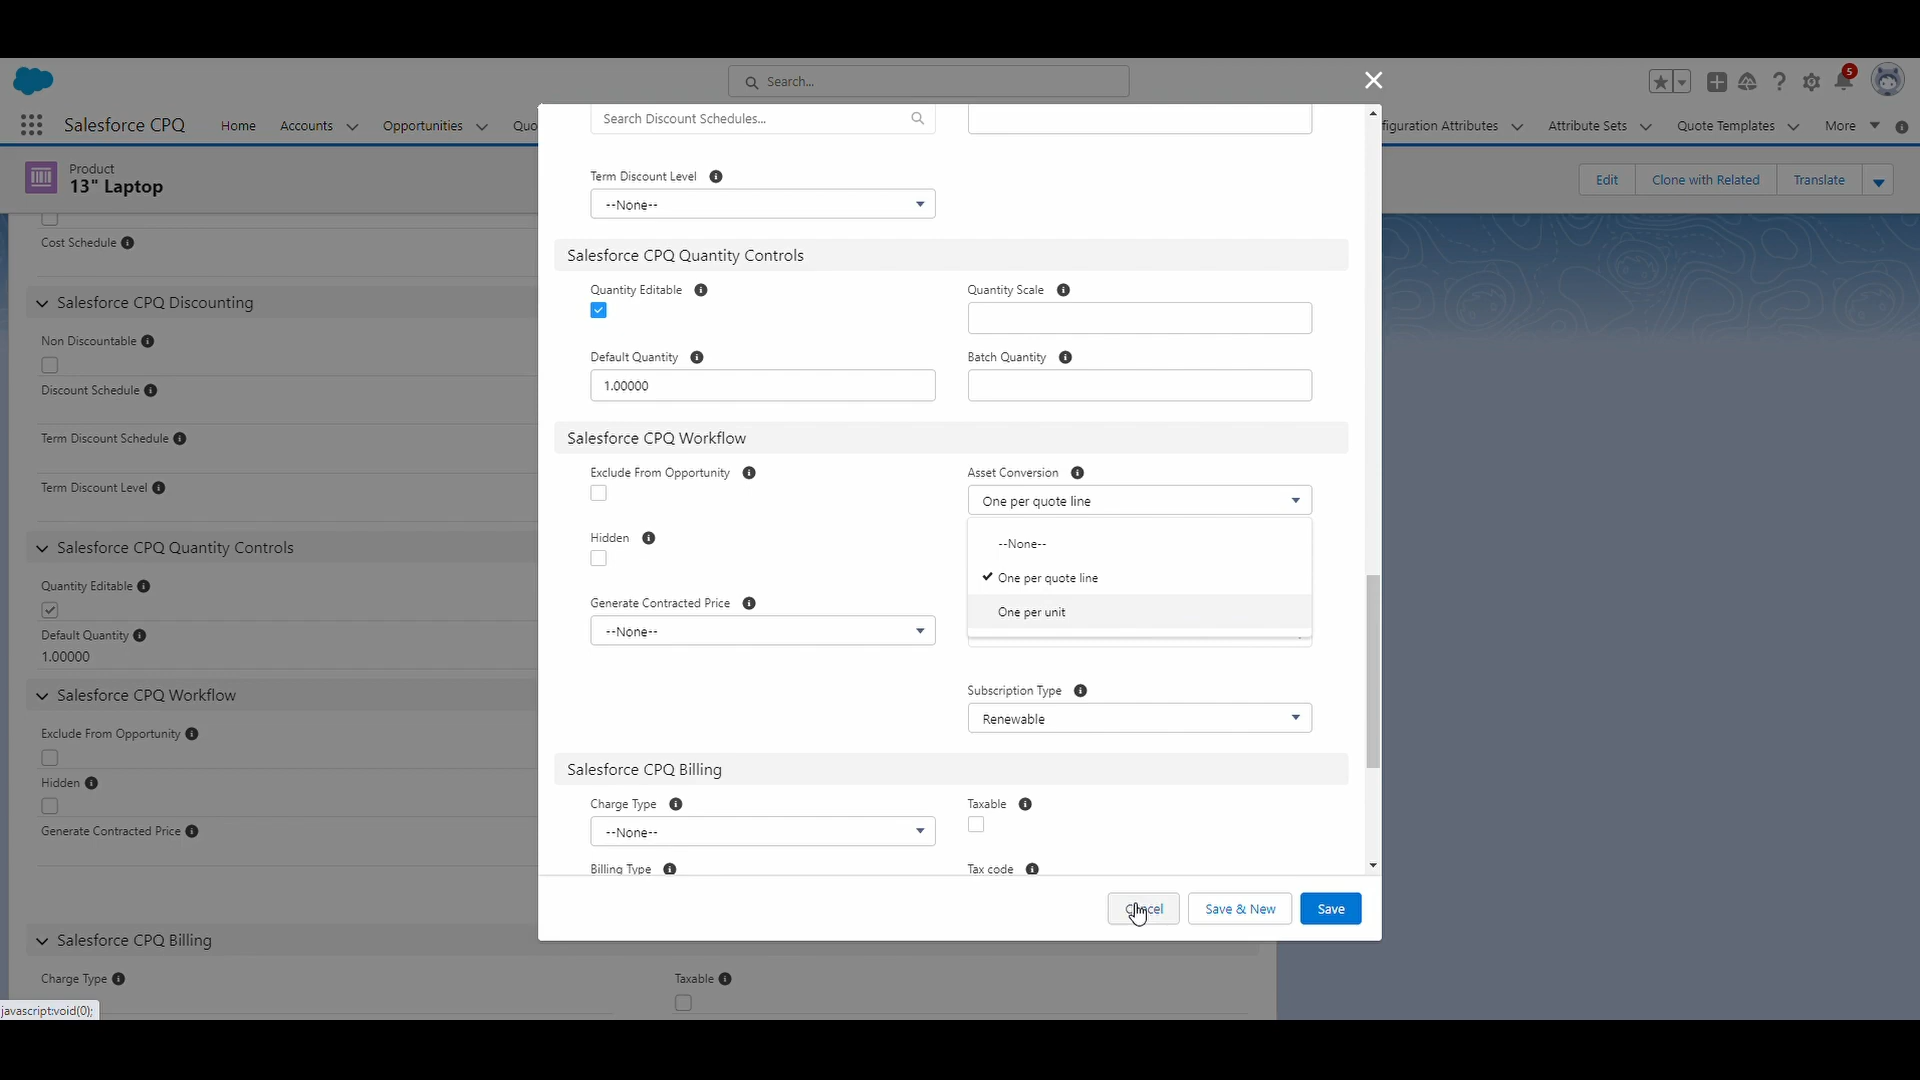 Search...
5
Salesforce CPQ
Home
Accounts
Opportunities
Quo
figuration Attributes
Attribute Sets
Quote Templates
More
Product
13" Laptop
Edit
Clone with Related
Translate
Cost Schedule
Salesforce CPQ Discounting
Non Discountable
Discount Schedule
Term Discount Schedule
Term Discount Level
Salesforce CPQ Quantity Controls
Quantity Editable
Default Quantity
1.00000
Salesforce CPQ Workflow
Exclude From Opportunity
Hidden
Generate Contracted Price
Salesforce CPQ Billing
Charge Type
Taxable
javascript:void(0);
Search Discount Schedules...
Term Discount Level
--None--
Salesforce CPQ Quantity Controls
Quantity Editable
Quantity Scale
Default Quantity
1.00000
Batch Quantity
Salesforce CPQ Workflow
Exclude From Opportunity
Asset Conversion
One per quote line
--None--
One per quote line
One per unit
Hidden
Generate Contracted Price
--None--
Subscription Type
Renewable
Salesforce CPQ Billing
Charge Type
--None--
Taxable
Billing Type
Tax code
Cancel
Save & New
Save